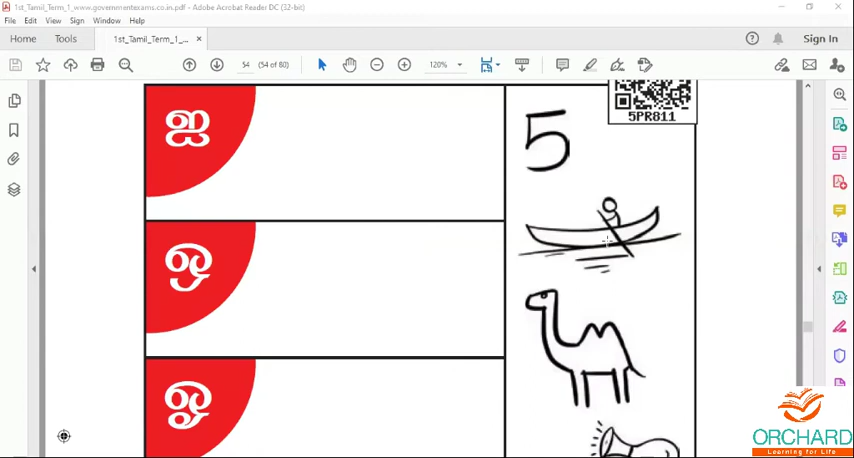 1st_Tamil_Term_1_www.governmentexams.co.in.pdf - Adobe Acrobat Reader DC (32-bit)
File Edit View Sign Window Help
Home Tools 1st_Tamil_Term_1_... × Sign In
54 (54 of 80) 120%
5PR811
ஐ
5
ஒ
ஓ
ORCHARD
Learning for Life